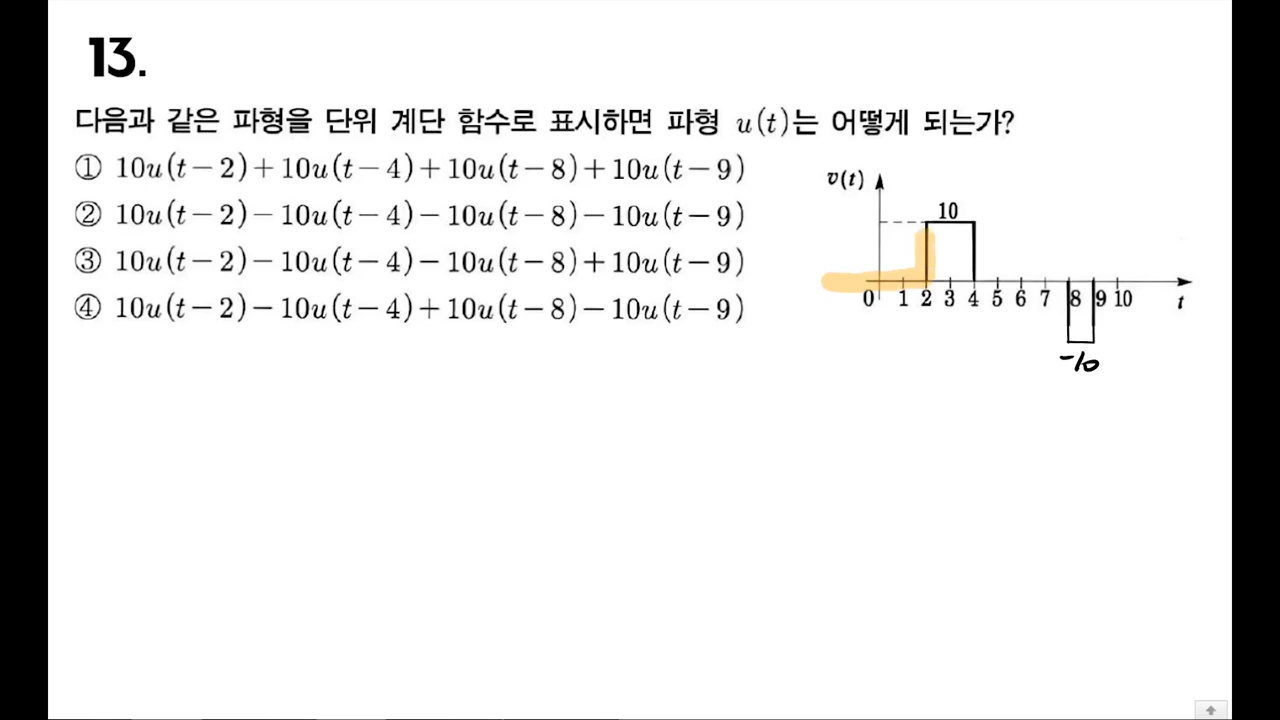 13.
다음과 같은 파형을 단위 계단 함수로 표시하면 파형 u(t)는 어떻게 되는가?
① 10u(t-2)+10u(t-4)+10u(t-8)+10u(t-9)
② 10u(t-2)-10u(t-4)-10u(t-8)-10u(t-9)
③ 10u(t-2)-10u(t-4)-10u(t-8)+10u(t-9)
④ 10u(t-2)-10u(t-4)+10u(t-8)-10u(t-9)
v(t)
10
0 1 2 3 4 5 6 7 8 9 10 t
-10